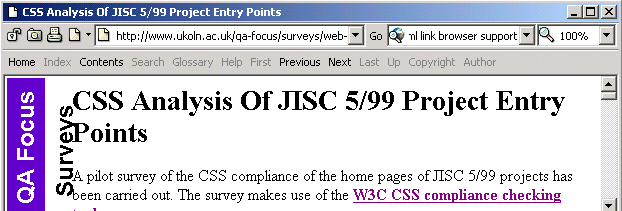 CSS Analysis Of JISC 5/99 Project Entry Points
http://www.ukoln.ac.uk/qa-focus/surveys/web- Go ml link browser support 100%
Home Index Contents Search Glossary Help First Previous Next Last Up Copyright Author
QA Focus
Surveys
CSS Analysis Of JISC 5/99 Project Entry
Points
A pilot survey of the CSS compliance of the home pages of JISC 5/99 projects has
been carried out. The survey makes use of the W3C CSS compliance checking